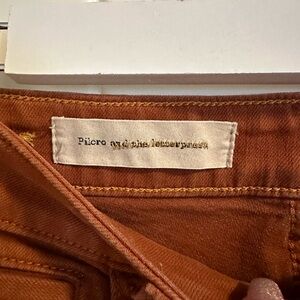 Pilcro and the letterpress